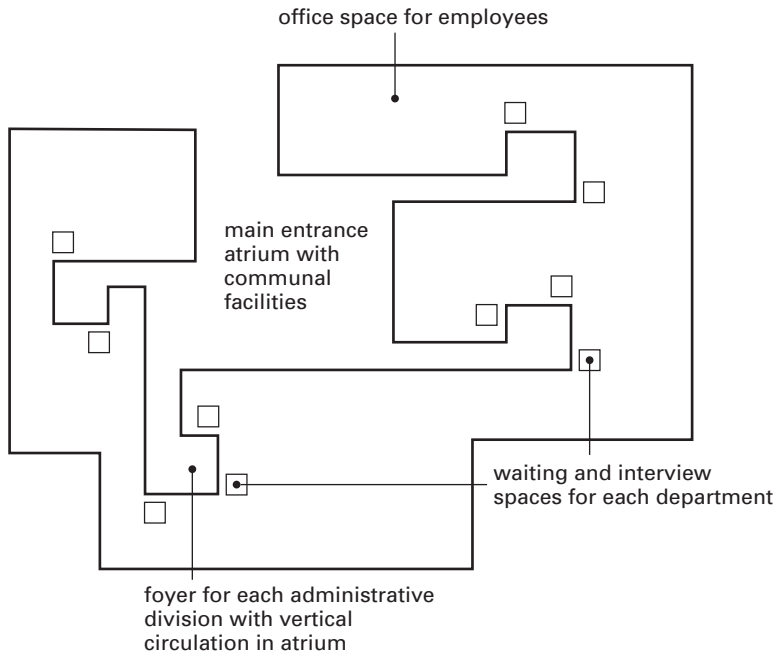 office space for employees
main entrance
atrium with
communal
facilities
waiting and interview
spaces for each department
foyer for each administrative
division with vertical
circulation in atrium